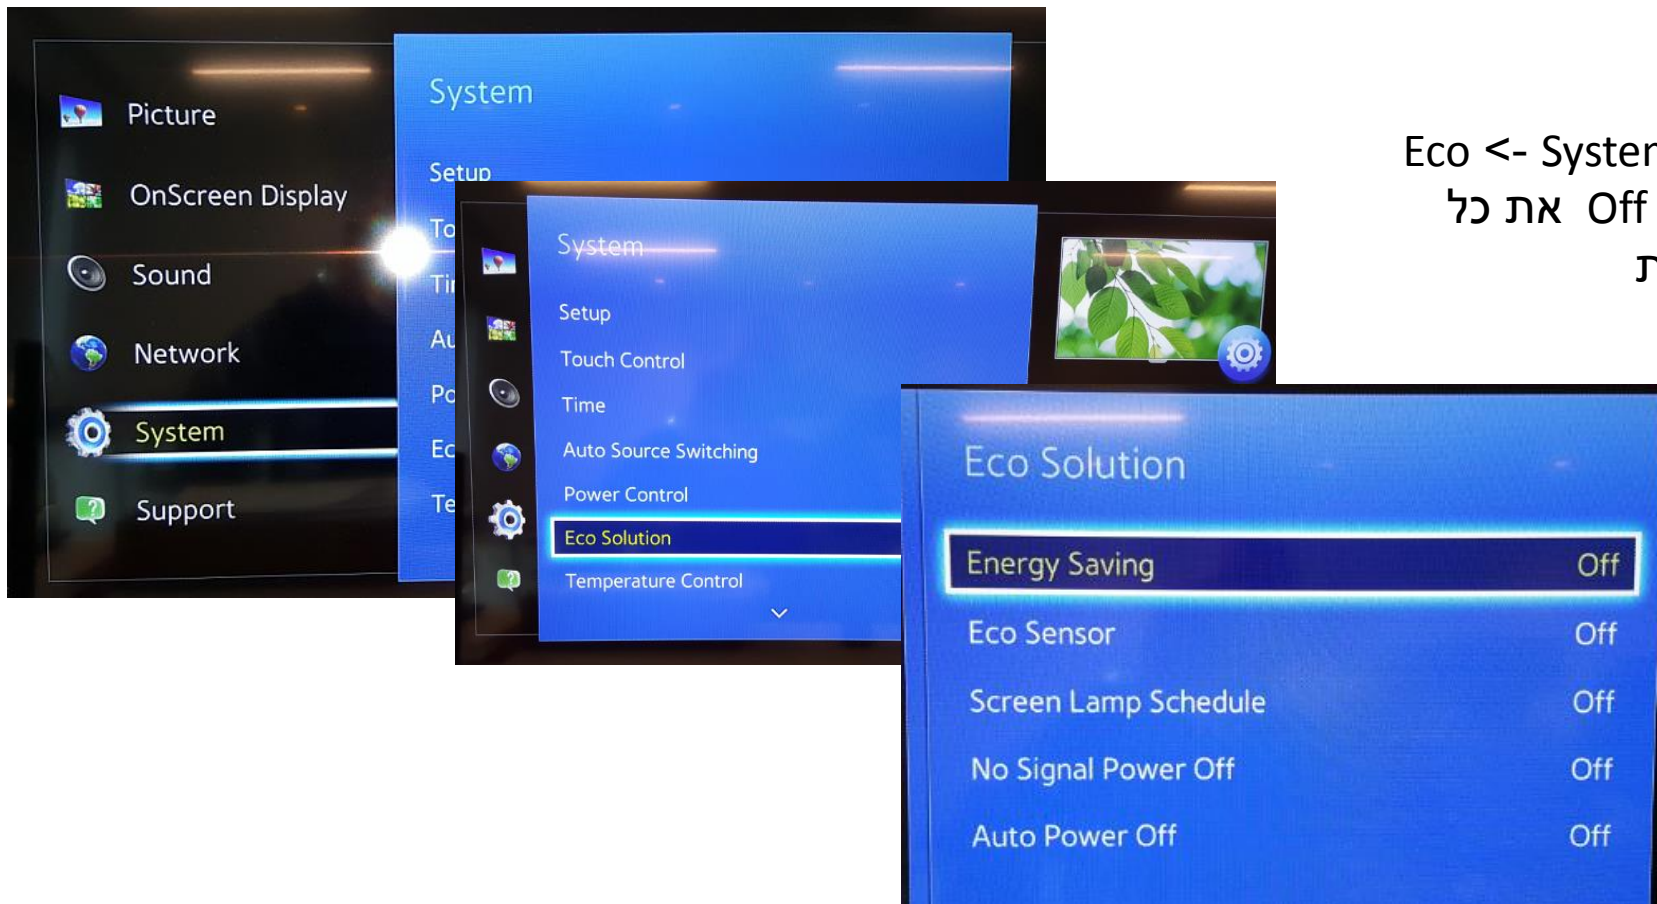 Picture
OnScreen Display
Sound
Network
System
Support
System
Setup
System
Setup
Touch Control
Time
Auto Source Switching
Power Control
Eco Solution
Temperature Control
Eco Solution
Energy Saving Off
Eco Sensor Off
Screen Lamp Schedule Off
No Signal Power Off Off
Auto Power Off Off
Eco <-
Off את כל